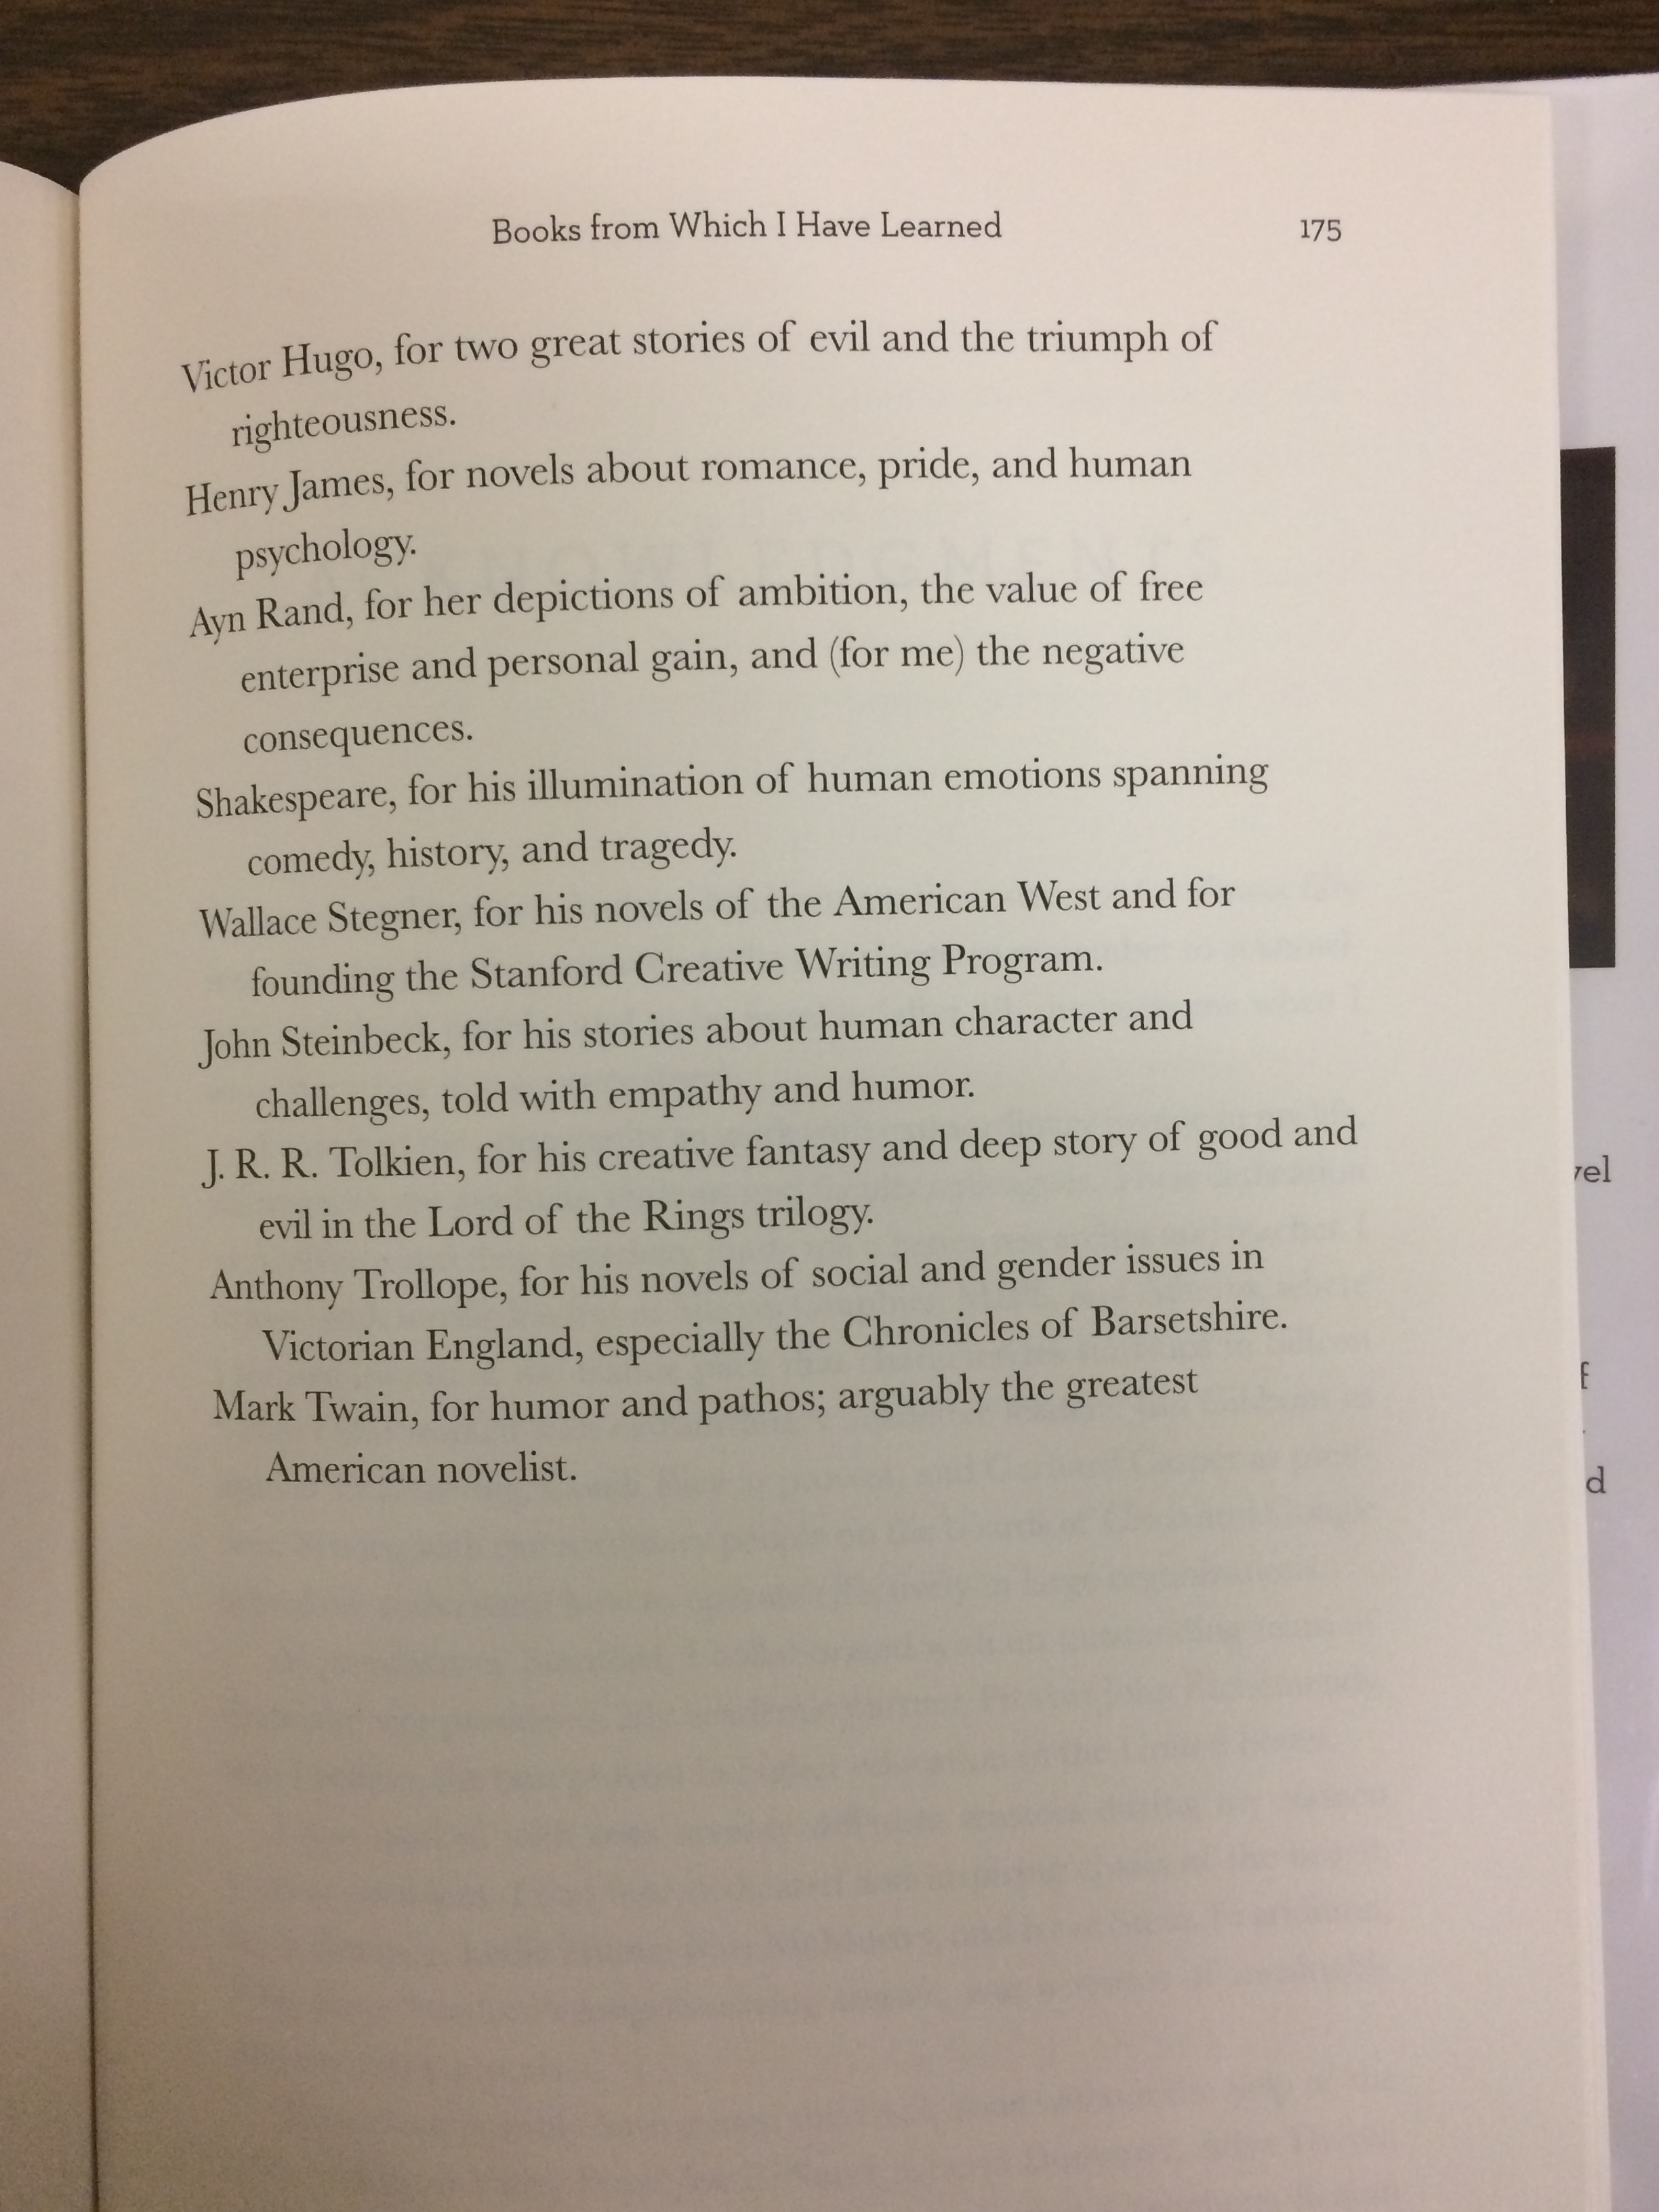 Books from Which I Have Learned 175
Victor Hugo, for two great stories of evil and the triumph of
righteousness.
Henry James, for novels about romance, pride, and human
psychology.
Ayn Rand, for her depictions of ambition, the value of free
enterprise and personal gain, and (for me) the negative
consequences.
Shakespeare, for his illumination of human emotions spanning
comedy, history, and tragedy.
Wallace Stegner, for his novels of the American West and for
founding the Stanford Creative Writing Program.
John Steinbeck, for his stories about human character and
challenges, told with empathy and humor.
J. R. R. Tolkien, for his creative fantasy and deep story of good and
evil in the Lord of the Rings trilogy.
Anthony Trollope, for his novels of social and gender issues in
Victorian England, especially the Chronicles of Barsetshire.
Mark Twain, for humor and pathos; arguably the greatest
American novelist.